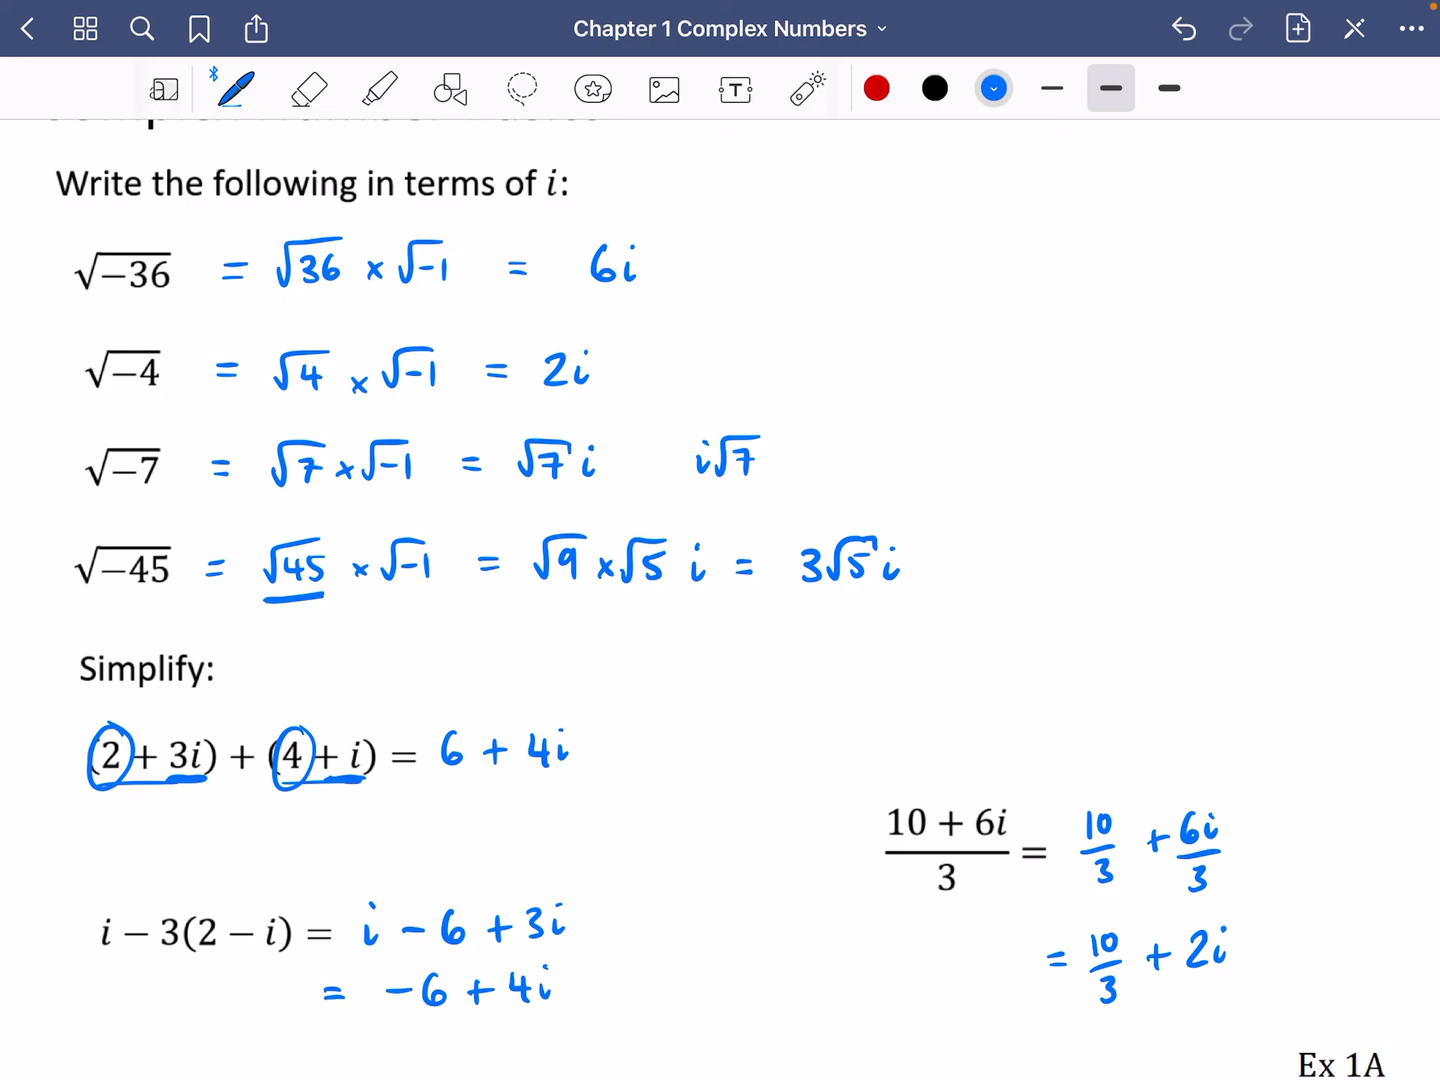 Chapter 1 Complex Numbers
Write the following in terms of i:
√−36 = √36 × √−1 = 6i
√−4 = √4 × √−1 = 2i
√−7 = √7 × √−1 = √7 i i√7
√−45 = √45 × √−1 = √9 × √5 i = 3√5 i
Simplify:
(2 + 3i) + (4 + i) = 6 + 4i
(10 + 6i)/3 = 10/3 + 6i/3
= 10/3 + 2i
i − 3(2 − i) = i − 6 + 3i
= −6 + 4i
Ex 1A